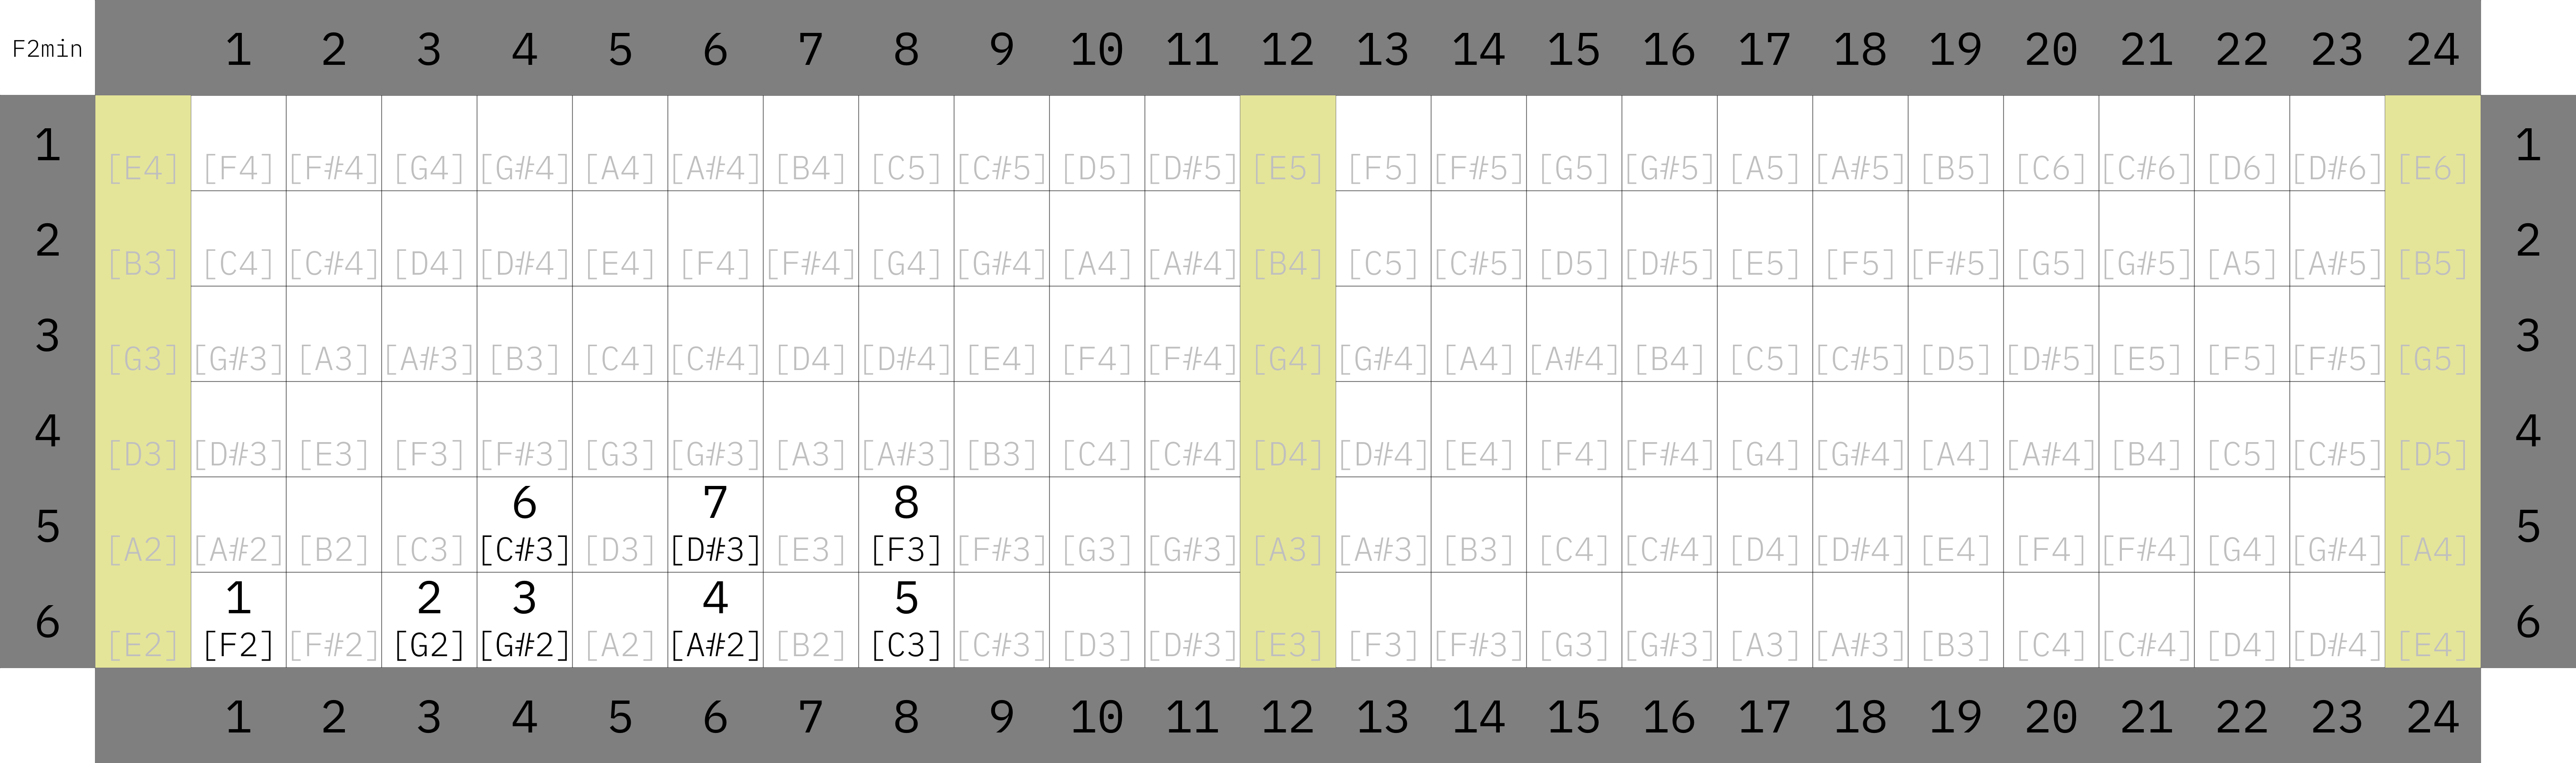 F2min 1 2 3 4 5 6 7 8 9 10 11 12 13 14 15 16 17 18 19 20 21 22 23 24
1 [E4] [F4] [F#4] [G4] [G#4] [A4] [A#4] [B4] [C5] [C#5] [D5] [D#5] [E5] [F5] [F#5] [G5] [G#5] [A5] [A#5] [B5] [C6] [C#6] [D6] [D#6] [E6] 1
2 [B3] [C4] [C#4] [D4] [D#4] [E4] [F4] [F#4] [G4] [G#4] [A4] [A#4] [B4] [C5] [C#5] [D5] [D#5] [E5] [F5] [F#5] [G5] [G#5] [A5] [A#5] [B5] 2
3 [G3] [G#3] [A3] [A#3] [B3] [C4] [C#4] [D4] [D#4] [E4] [F4] [F#4] [G4] [G#4] [A4] [A#4] [B4] [C5] [C#5] [D5] [D#5] [E5] [F5] [F#5] [G5] 3
4 [D3] [D#3] [E3] [F3] [F#3] [G3] [G#3] [A3] [A#3] [B3] [C4] [C#4] [D4] [D#4] [E4] [F4] [F#4] [G4] [G#4] [A4] [A#4] [B4] [C5] [C#5] [D5] 4
6 7 8
5 [A2] [A#2] [B2] [C3] [C#3] [D3] [D#3] [E3] [F3] [F#3] [G3] [G#3] [A3] [A#3] [B3] [C4] [C#4] [D4] [D#4] [E4] [F4] [F#4] [G4] [G#4] [A4] 5
1 2 3 4 5
6 [E2] [F2] [F#2] [G2] [G#2] [A2] [A#2] [B2] [C3] [C#3] [D3] [D#3] [E3] [F3] [F#3] [G3] [G#3] [A3] [A#3] [B3] [C4] [C#4] [D4] [D#4] [E4] 6
1 2 3 4 5 6 7 8 9 10 11 12 13 14 15 16 17 18 19 20 21 22 23 24